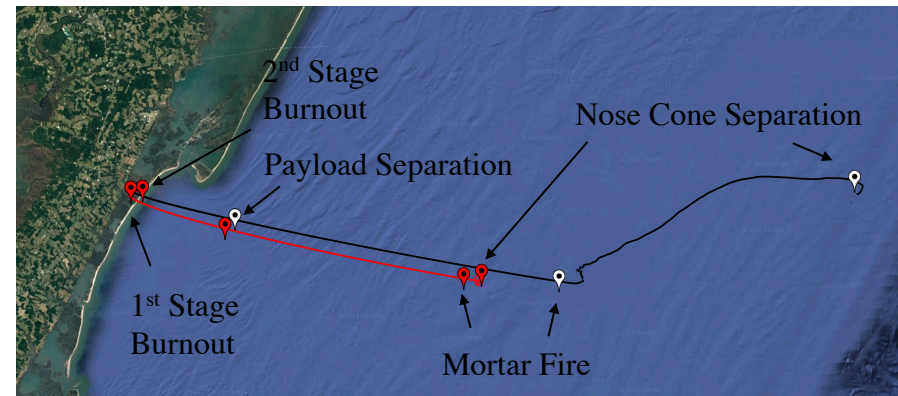 2nd Stage
Burnout
Nose Cone Separation
Payload Separation
1st Stage
Burnout
Mortar Fire